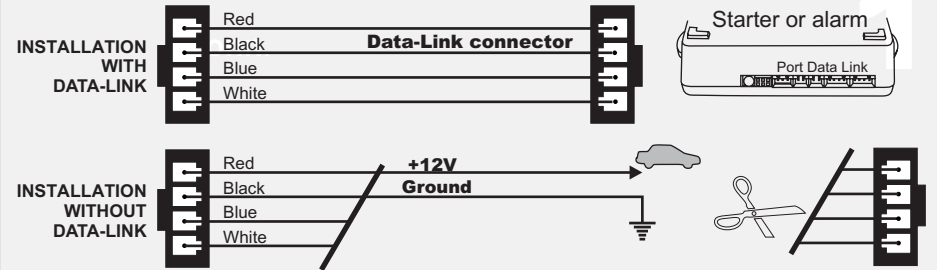 INSTALLATION
WITH
DATA-LINK
Red
Black
Blue
White
Data-Link connector
Starter or alarm
Port Data Link
INSTALLATION
WITHOUT
DATA-LINK
Red
Black
Blue
White
+12V
Ground